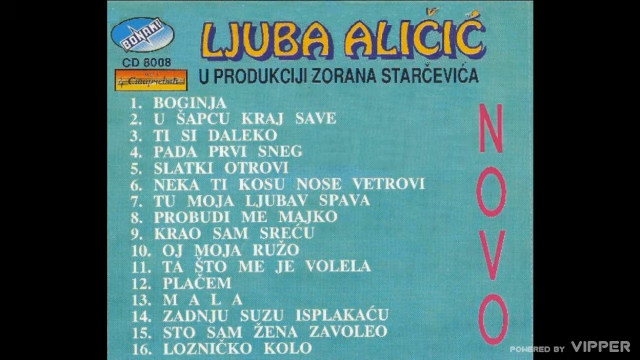 LJUBA ALIČIĆ
CD 8008
U PRODUKCIJI ZORANA STARČEVIĆA
1. BOGINJA
2. U ŠAPCU KRAJ SAVE
3. TI SI DALEKO
4. PADA PRVI SNEG
5. SLATKI OTROVI
6. NEKA TI KOSU NOSE VETROVI
7. TU MOJA LJUBAV SPAVA
8. PROBUDI ME MAJKO
9. KRAO SAM SREĆU
10. OJ MOJA RUŽO
11. TA ŠTO ME JE VOLELA
12. PLAČEM
13. M A L A
14. ZADNJU SUZU ISPLAKAĆU
15. STO SAM ŽENA ZAVOLEO
16. LOZNIČKO KOLO
NOVO
POWERED BY VIPPER